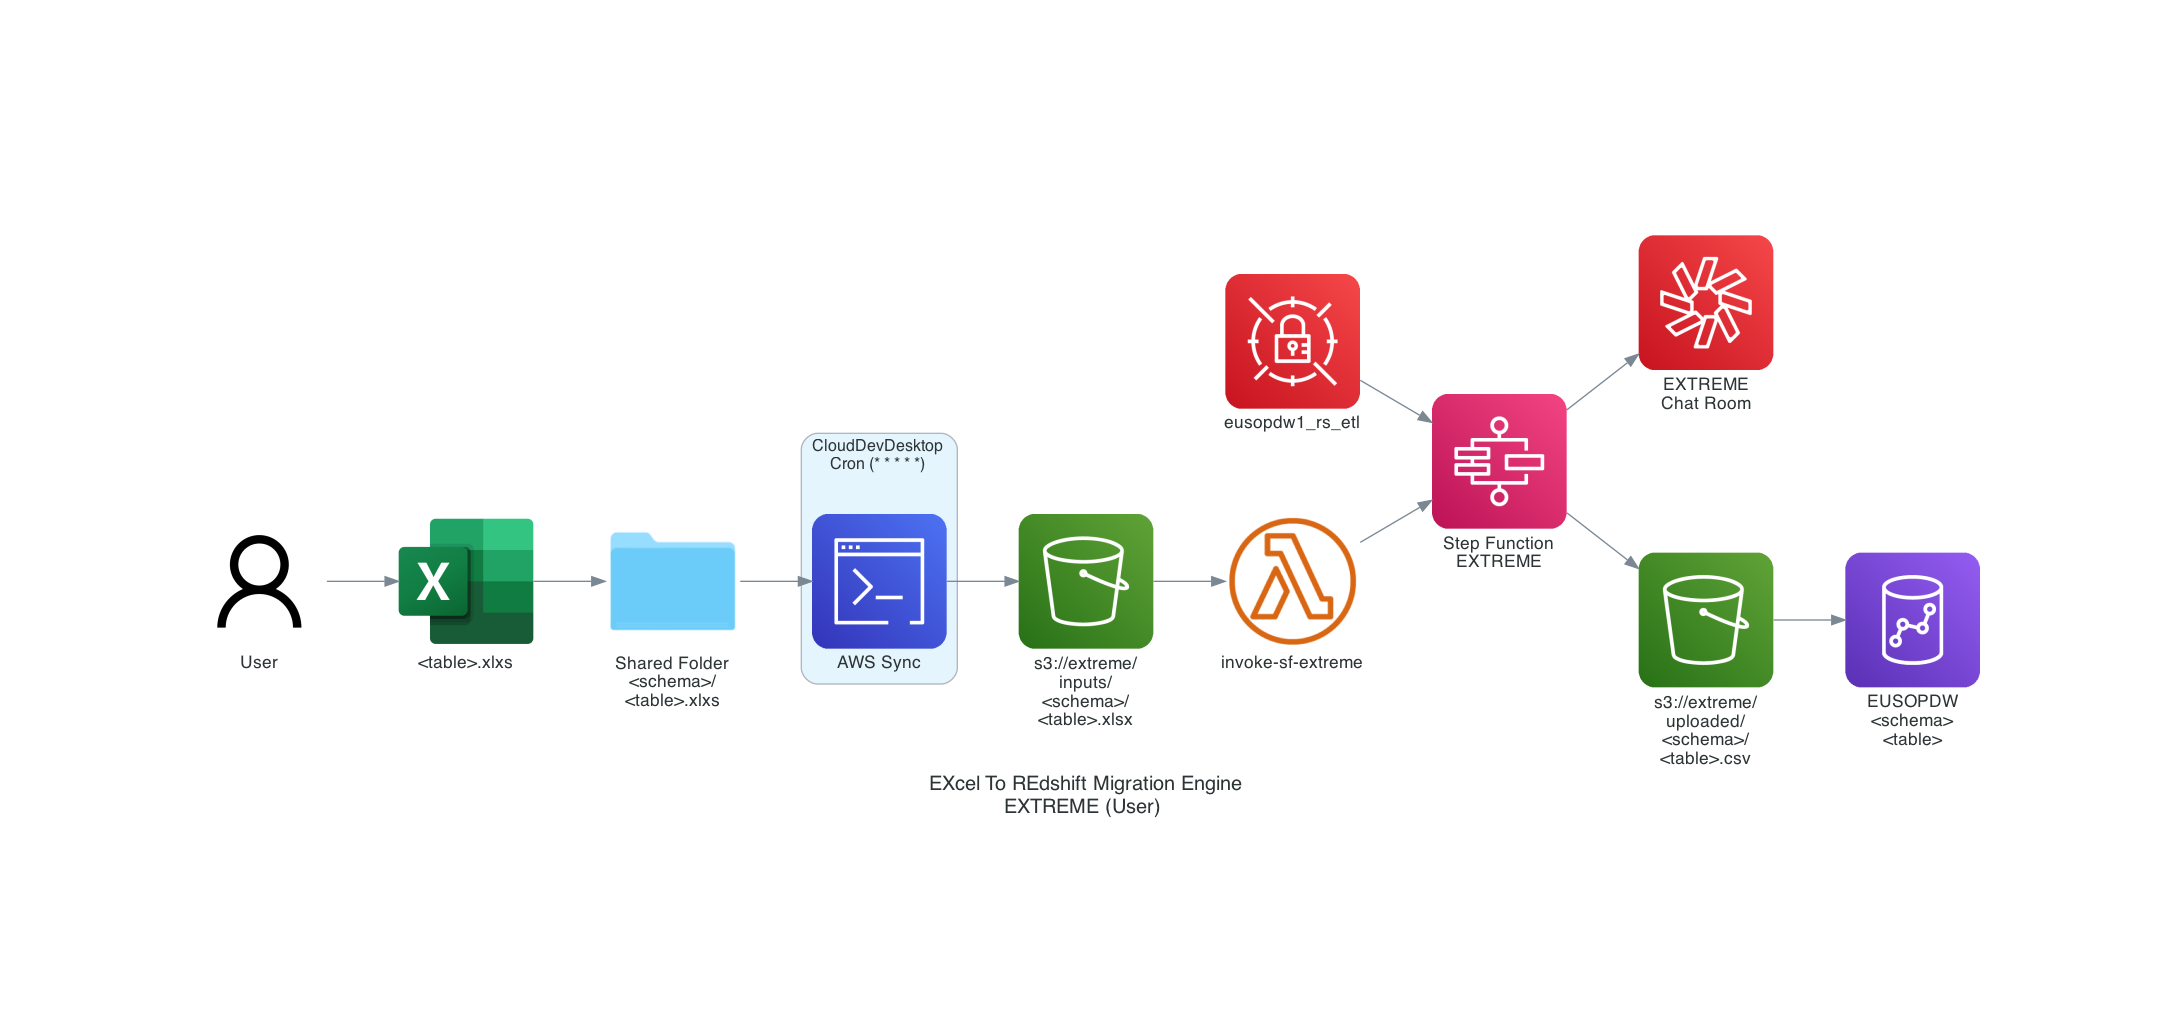 User
X
<table>.xlxs
Shared Folder
<schema>/
<table>.xlxs
CloudDevDesktop
Cron (* * * * *)
AWS Sync
s3://extreme/
inputs/
<schema>/
<table>.xlsx
eusopdw1_rs_etl
invoke-sf-extreme
Step Function
EXTREME
EXTREME
Chat Room
s3://extreme/
uploaded/
<schema>/
<table>.csv
EUSOPDW
<schema>
<table>
EXcel To REdshift Migration Engine
EXTREME (User)